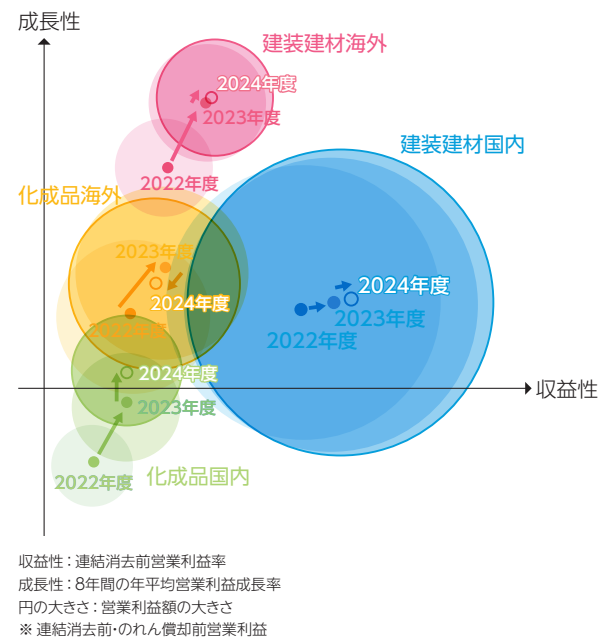 成長性
建装建材海外
2024年度
2023年度
2022年度
建装建材国内
2024年度
2023年度
2022年度
化成品海外
2023年度
2024年度
2022年度
2024年度
2023年度
2022年度
化成品国内
収益性
収益性：連結消去前営業利益率
成長性：8年間の年平均営業利益成長率
円の大きさ：営業利益額の大きさ
※ 連結消去前・のれん償却前営業利益